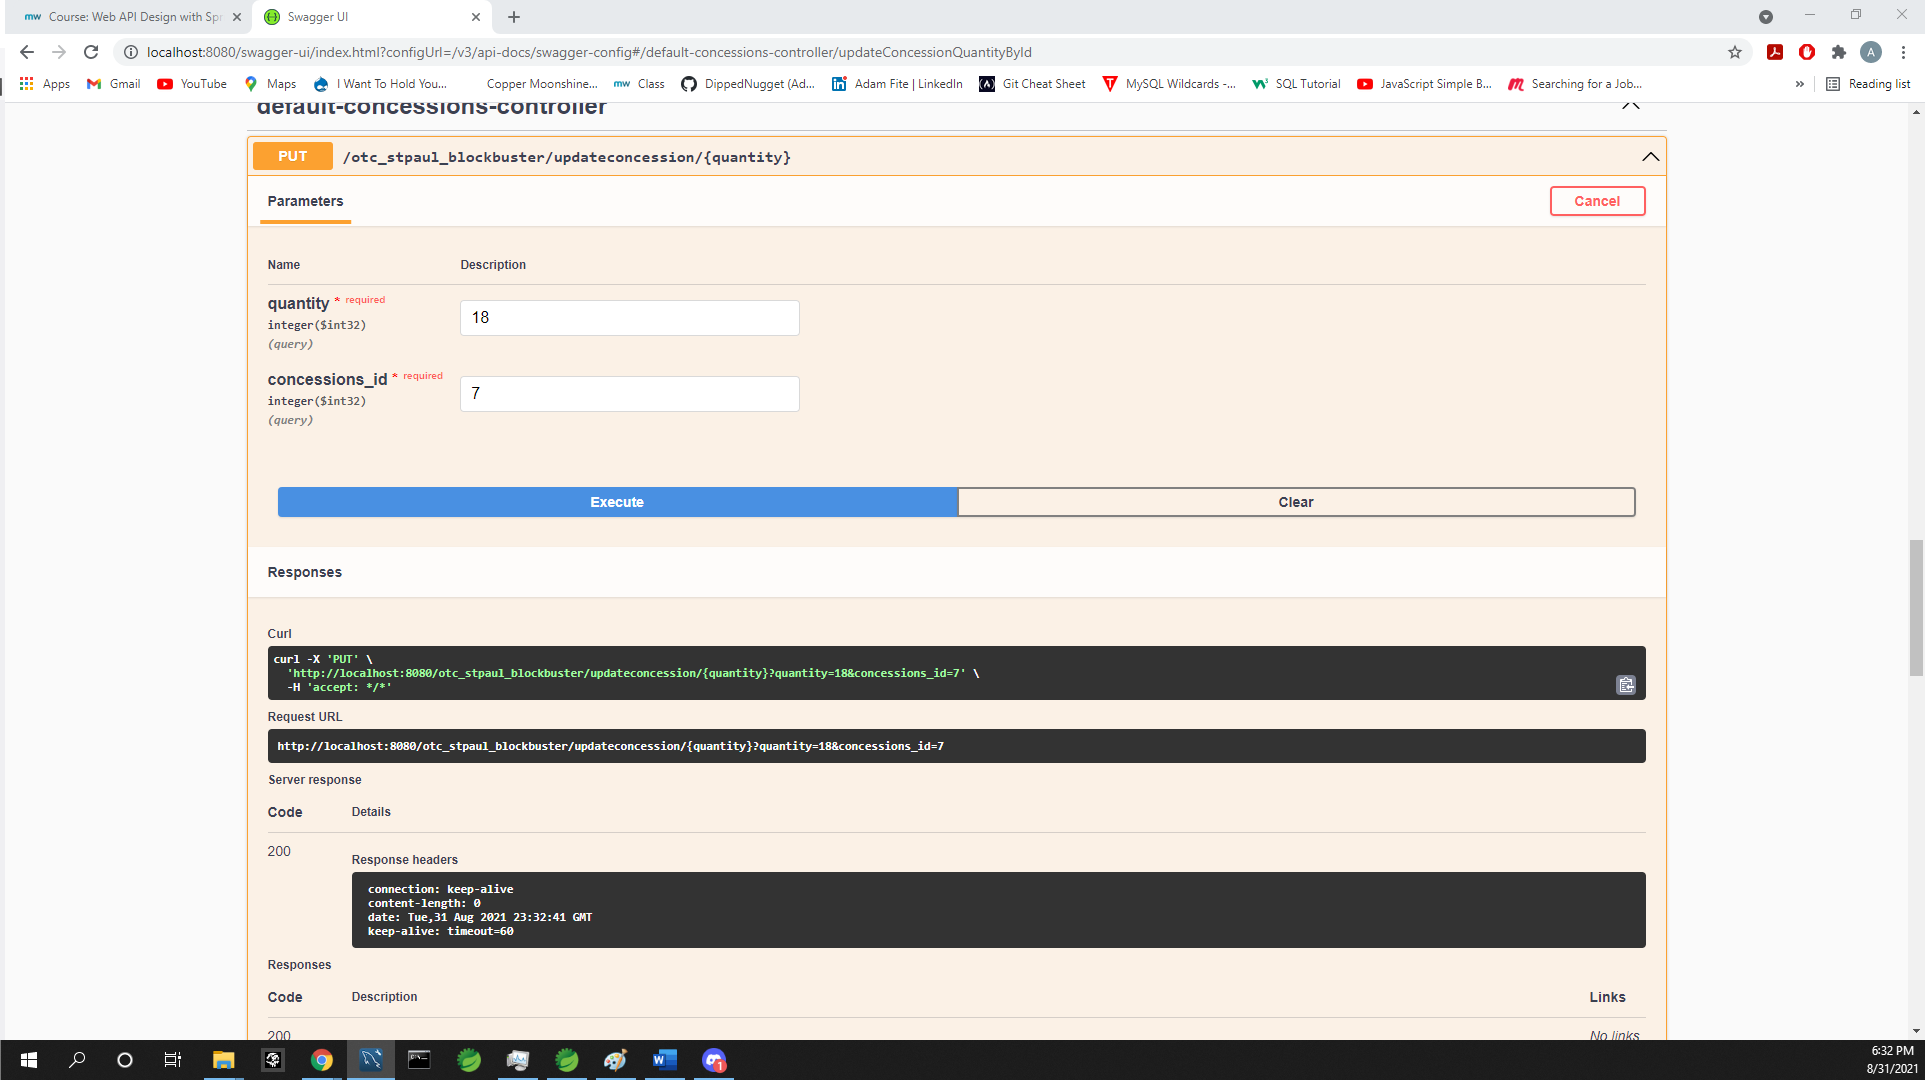 mw Course: Web API Design with Spr
Swagger UI
localhost:8080/swagger-ui/index.html?configUrl=/v3/api-docs/swagger-config#/default-concessions-controller/updateConcessionQuantityById
A
Apps Gmail YouTube Maps I Want To Hold You... Copper Moonshine... mw Class DippedNugget (Ad... Adam Fite | LinkedIn Git Cheat Sheet MySQL Wildcards -... SQL Tutorial JavaScript Simple B... Searching for a Job... » Reading list
default-concessions-controller
PUT /otc_stpaul_blockbuster/updateconcession/{quantity}
Parameters
Cancel
Name Description
quantity * required
integer($int32)
(query)
18
concessions_id * required
integer($int32)
(query)
7
Execute Clear
Responses
Curl
curl -X 'PUT' \
'http://localhost:8080/otc_stpaul_blockbuster/updateconcession/{quantity}?quantity=18&concessions_id=7' \
-H 'accept: */*'
Request URL
http://localhost:8080/otc_stpaul_blockbuster/updateconcession/{quantity}?quantity=18&concessions_id=7
Server response
Code Details
200
Response headers
connection: keep-alive
content-length: 0
date: Tue,31 Aug 2021 23:32:41 GMT
keep-alive: timeout=60
Responses
Code Description Links
200 No links
1
6:32 PM
8/31/2021